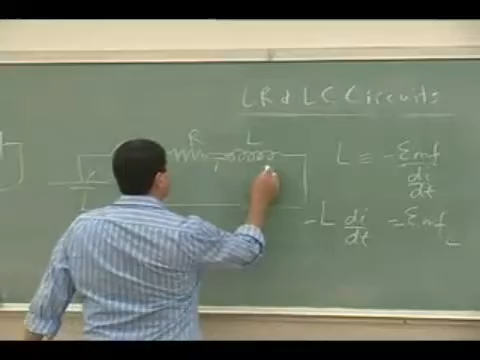 LR & LC Circuits
R L
L ≡ -Emf
di
dt
-L di = Emf L
dt